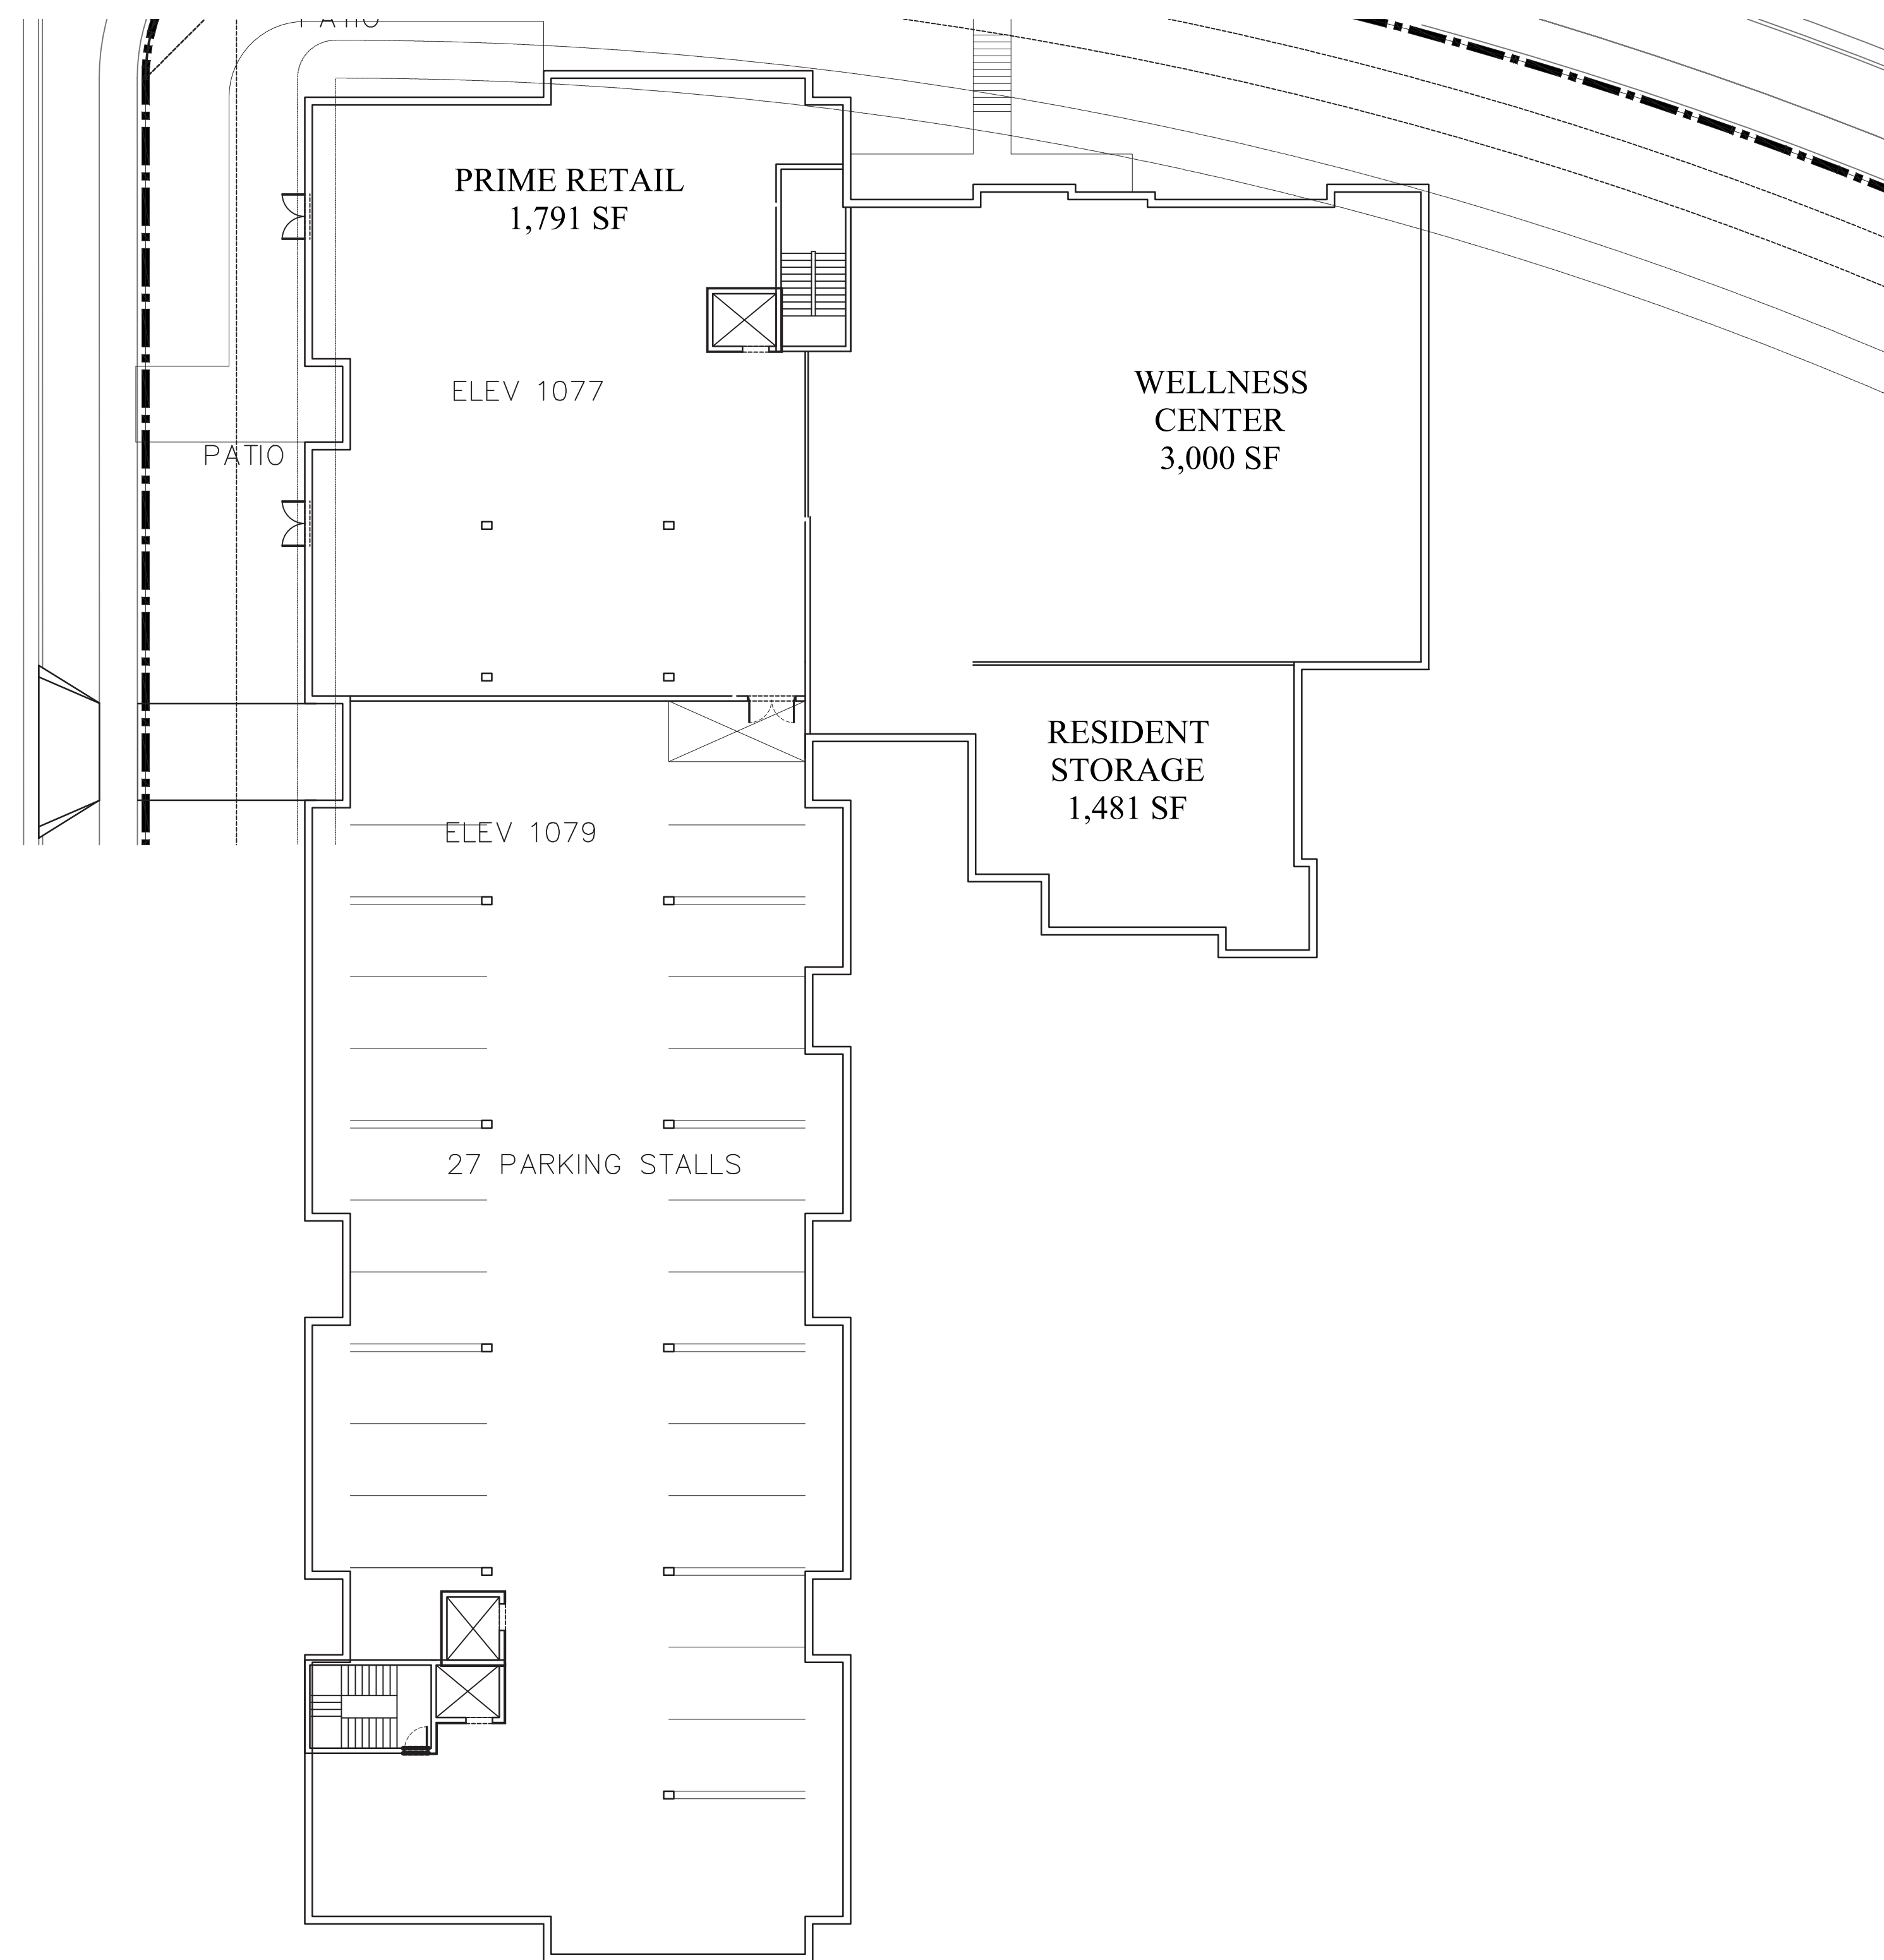 PATIO
PRIME RETAIL
1,791 SF
ELEV 1077
WELLNESS
CENTER
3,000 SF
PATIO
RESIDENT
STORAGE
1,481 SF
ELEV 1079
27 PARKING STALLS